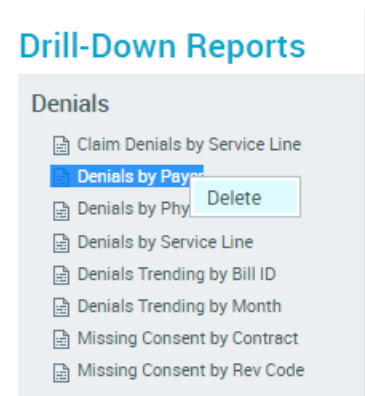 Drill-Down Reports
Denials
Claim Denials by Service Line
Denials by Payer
Delete
Denials by Phy
Denials by Service Line
Denials Trending by Bill ID
Denials Trending by Month
Missing Consent by Contract
Missing Consent by Rev Code